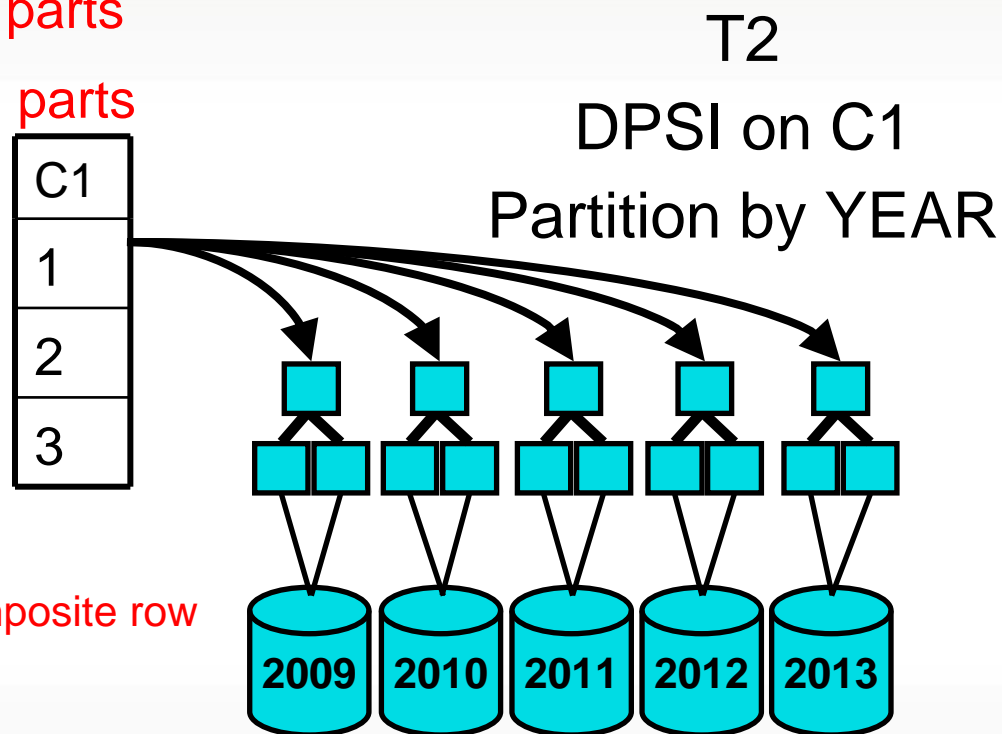 parts
parts
T2
DPSI on C1
Partition by YEAR
C1
1
2
3
composite row
2009 2010 2011 2012 2013